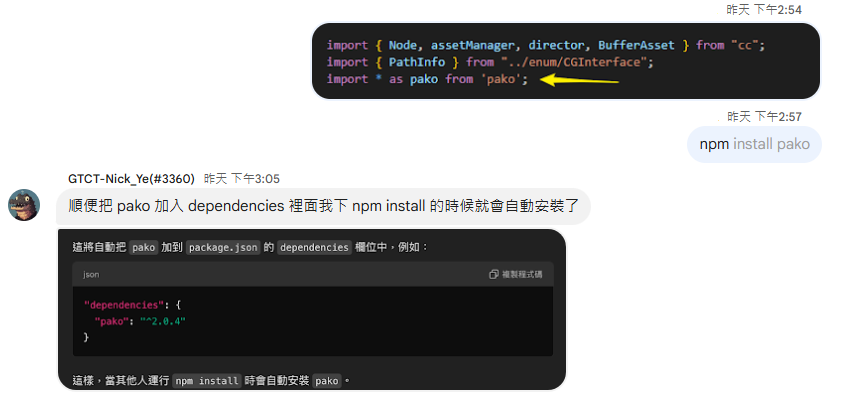 昨天 下午2:54
import { Node, assetManager, director, BufferAsset } from "cc";
import { PathInfo } from "../enum/CGInterface";
import * as pako from 'pako';
昨天 下午2:57
npm install pako
GTCT-Nick_Ye(#3360) 昨天 下午3:05
順便把 pako 加入 dependencies 裡面我下 npm install 的時候就會自動安裝了
這將自動把 pako 加到 package.json 的 dependencies 欄位中，例如：
json 複製程式碼
"dependencies": {
"pako": "^2.0.4"
}
這樣，當其他人運行 npm install 時會自動安裝 pako 。